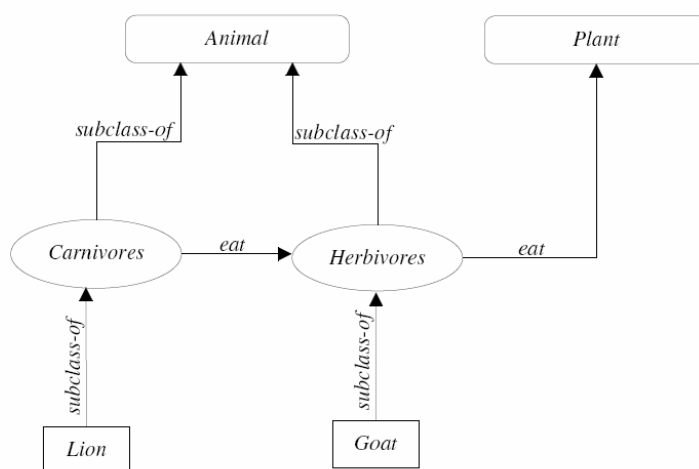 Animal
Plant
subclass-of
subclass-of
Carnivores
eat
Herbivores
eat
subclass-of
subclass-of
Lion
Goat